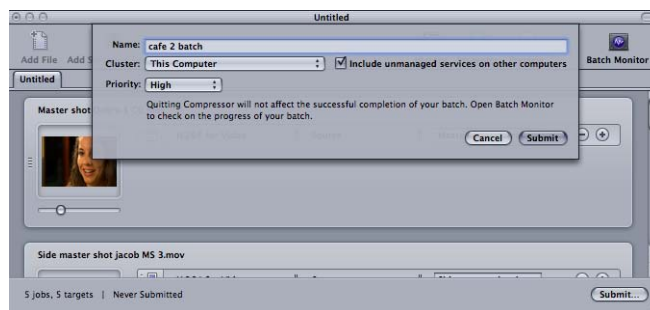 Untitled
Name: cafe 2 batch
Add File Add S
Cluster: This Computer Include unmanaged services on other computers
Batch Monitor
Untitled
Priority: High
Quitting Compressor will not affect the successful completion of your batch. Open Batch Monitor
to check on the progress of your batch.
Master shot
Cancel Submit
Side master shot jacob MS 3.mov
5 jobs, 5 targets | Never Submitted
Submit...